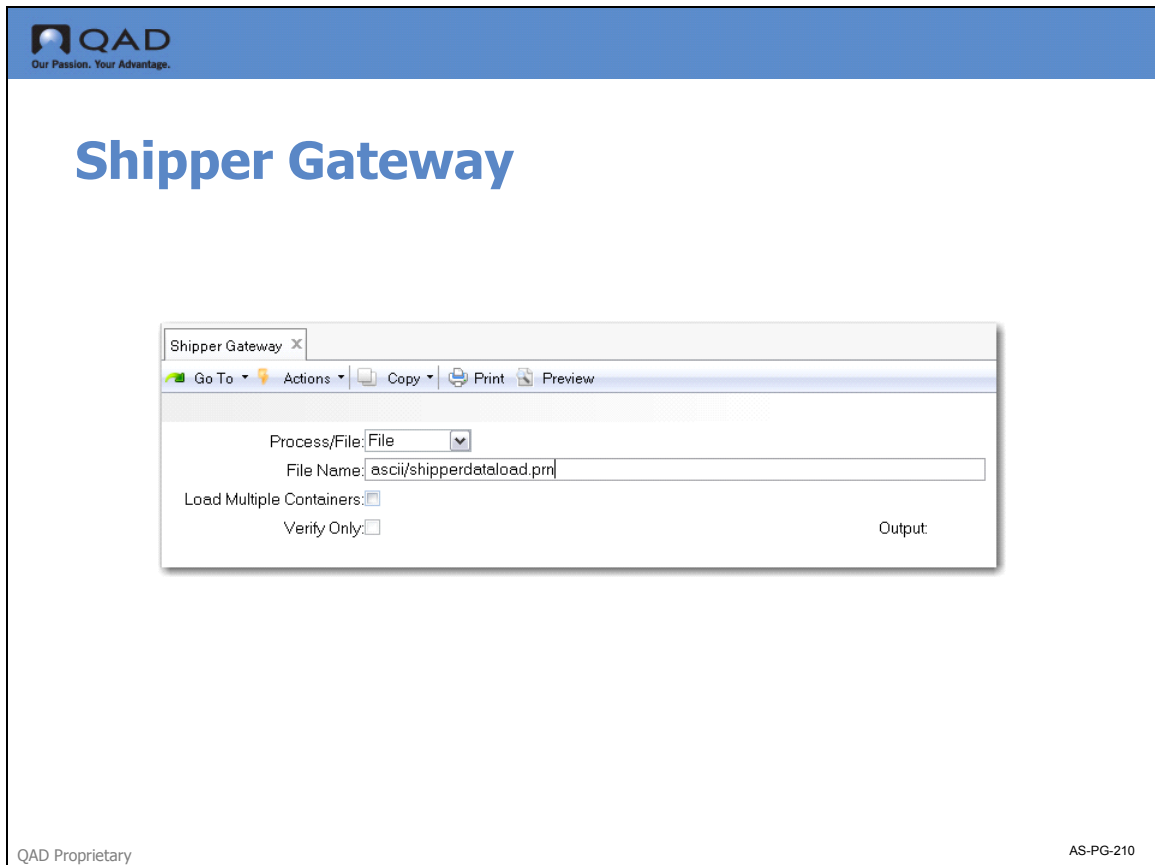 QAD
Our Passion. Your Advantage.
Shipper Gateway
Shipper Gateway
Go To Actions Copy Print Preview
Process/File: File
File Name: ascii/shipperdataload.prn
Load Multiple Containers:
Verify Only: Output:
QAD Proprietary AS-PG-210